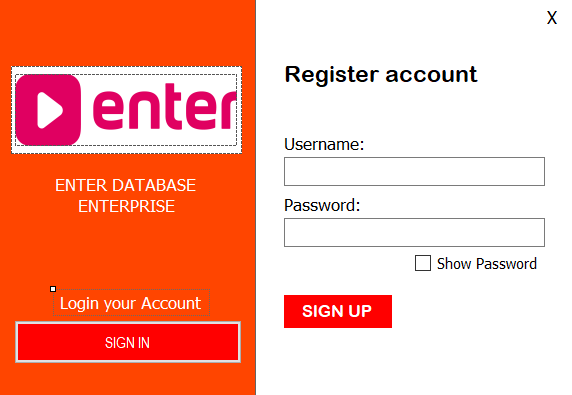 enter
ENTER DATABASE
ENTERPRISE
Login your Account
SIGN IN
X
Register account
Username:
Password:
Show Password
SIGN UP